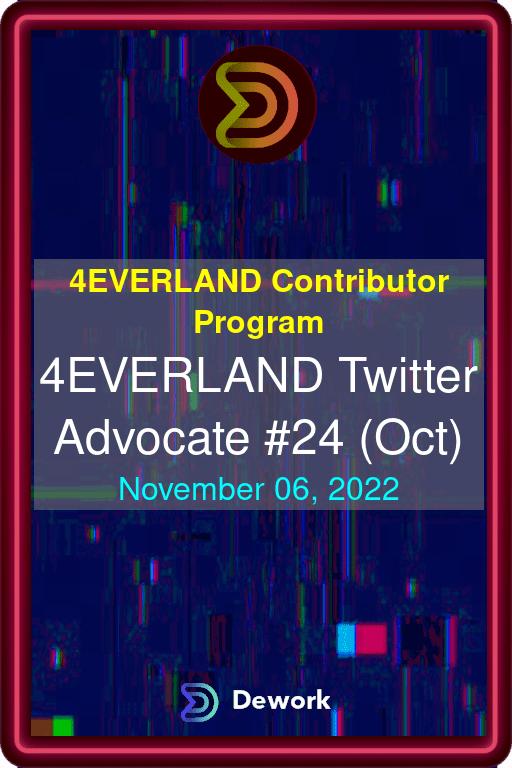 4EVERLAND Contributor
Program
4EVERLAND Twitter
Advocate #24 (Oct)
November 06, 2022
Dework